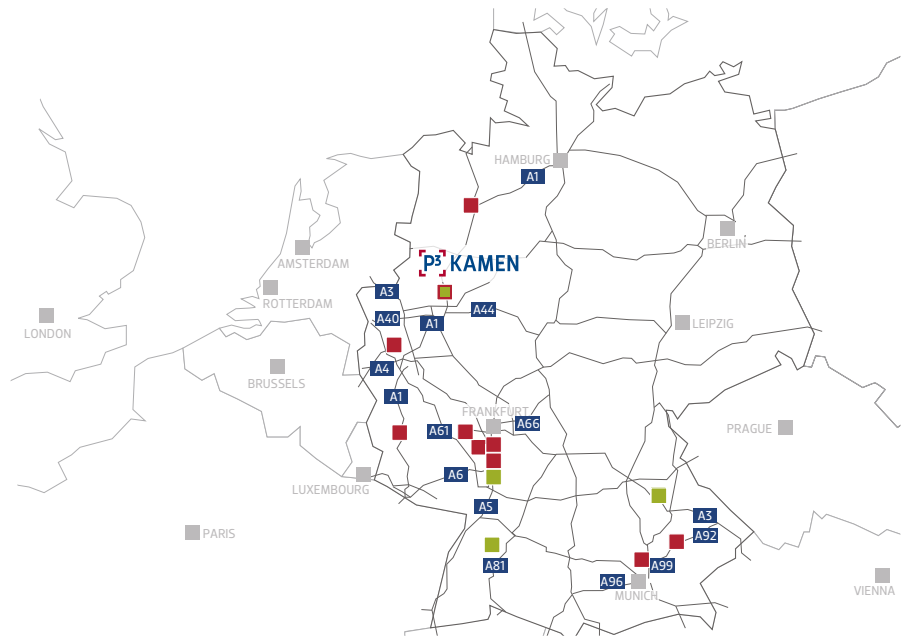 HAMBURG
A1
BERLIN
AMSTERDAM
P³ KAMEN
A3
ROTTERDAM
A40
A1
A44
LONDON
LEIPZIG
A4
BRUSSELS
A1
FRANKFURT
A66
A61
PRAGUE
A6
LUXEMBOURG
A5
A3
PARIS
A92
A81
A99
A96
MUNICH
VIENNA